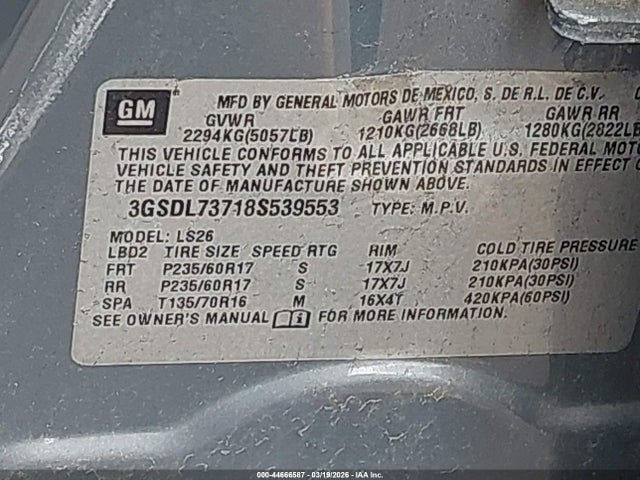 GM
MFD BY GENERAL MOTORS DE MEXICO, S. DE R.L. DE C.V.
GVWR GAWR FRT GAWR RR
2294KG(5057LB) 1210KG(2668LB) 1280KG(2822LB
THIS VEHICLE CONFORMS TO ALL APPLICABLE U.S. FEDERAL MOTOR
VEHICLE SAFETY AND THEFT PREVENTION STANDARDS IN EFFECT O
THE DATE OF MANUFACTURE SHOWN ABOVE.
3GSDL73718S539553 TYPE: M.P.V.
MODEL: LS26
LBD2 TIRE SIZE SPEED RTG RIM COLD TIRE PRESSURE
FRT P235/60R17 S 17X7J 210KPA(30PSI)
RR P235/60R17 S 17X7J 210KPA(30PSI)
SPA T135/70R16 M 16X4T 420KPA(60PSI)
SEE OWNER'S MANUAL FOR MORE INFORMATION.
000-44666587 - 03/19/2026 - IAA Inc.